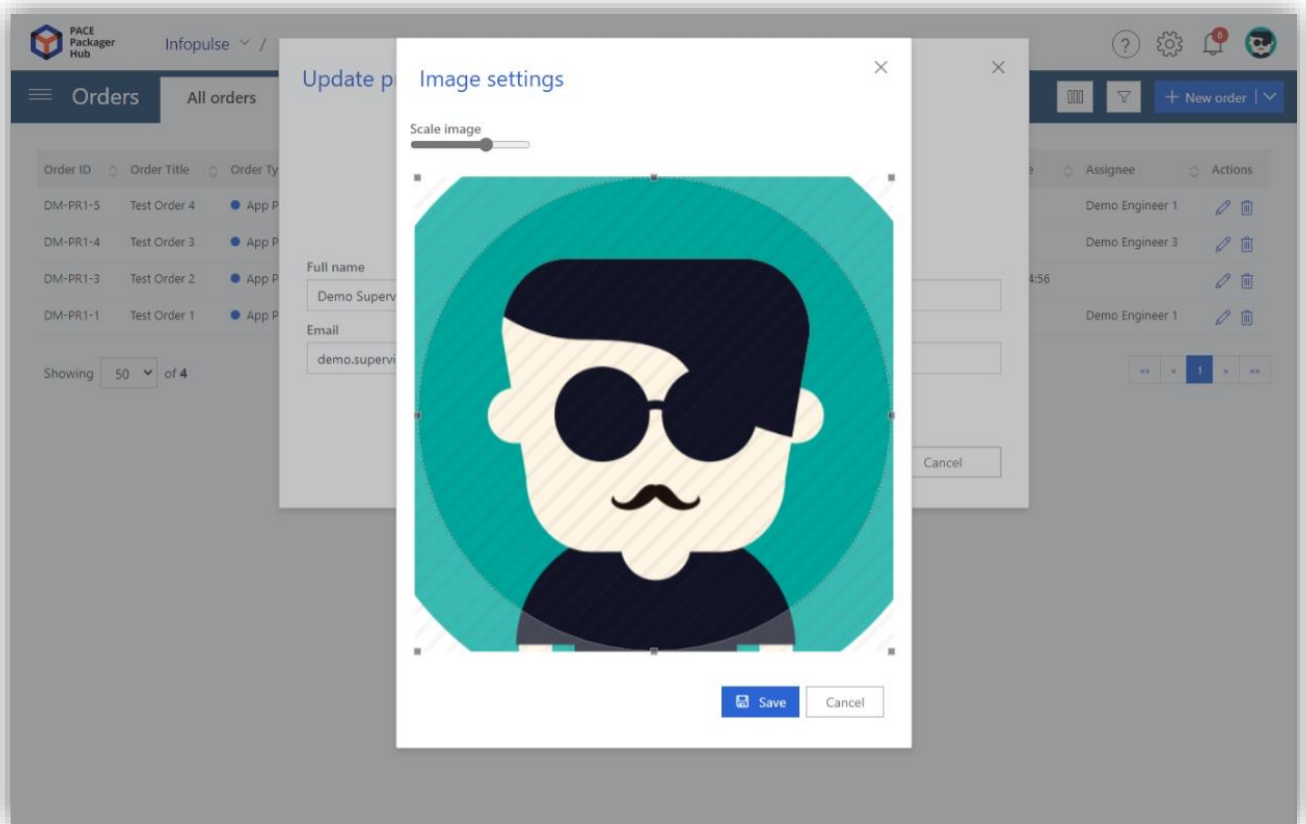 PACE
Packager
Hub
Infopulse /
6
Orders All orders
+ New order
Update p
Image settings
Scale image
Order ID Order Title Order Ty Assignee Actions
DM-PR1-5 Test Order 4 App P Demo Engineer 1
DM-PR1-4 Test Order 3 App P Demo Engineer 3
DM-PR1-3 Test Order 2 App P 4:56
DM-PR1-1 Test Order 1 App P Demo Engineer 1
Showing 50 of 4
«« « 1 » »»
Full name
Demo Superv
Email
demo.supervi
Cancel
Save Cancel